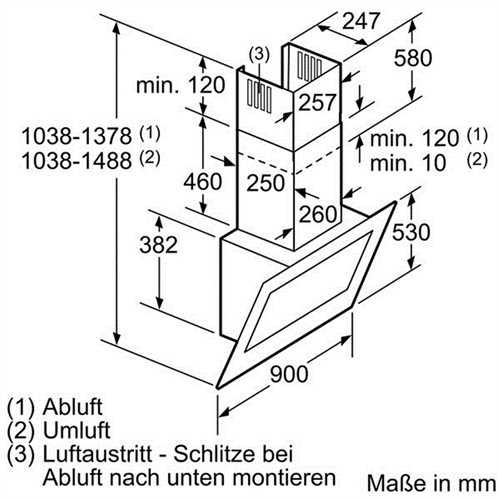 247
(3)
580
min. 120
257
1038-1378 (1)
1038-1488 (2)
min. 120 (1)
min. 10 (2)
460
250
260
530
382
900
(1) Abluft
(2) Umluft
(3) Luftaustritt - Schlitze bei
Abluft nach unten montieren
Maße in mm